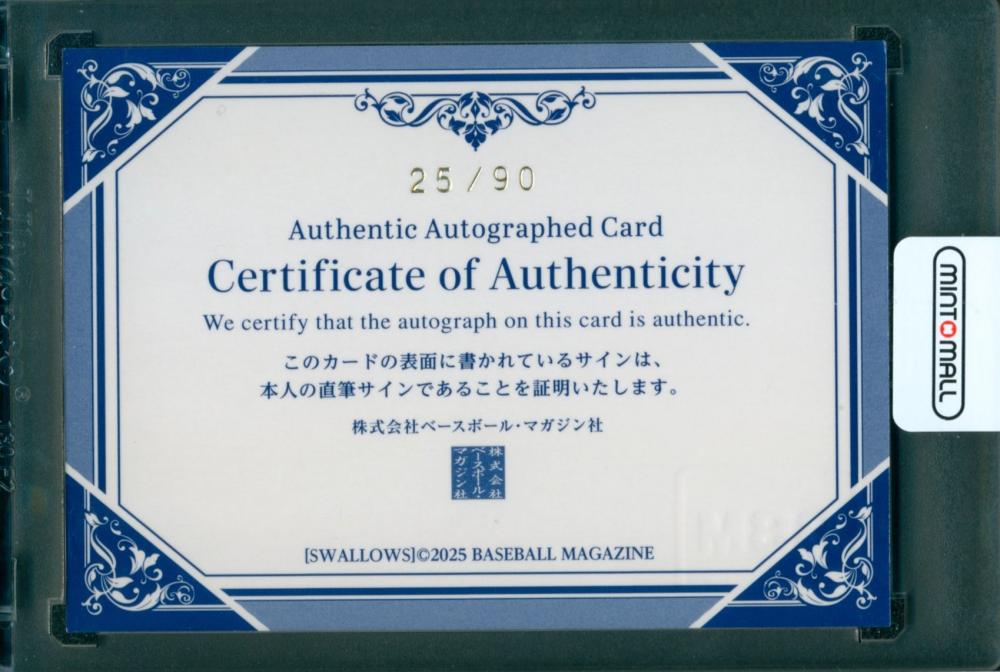 25/90
Authentic Autographed Card
Certificate of Authenticity
We certify that the autograph on this card is authentic.
このカードの表面に書かれているサインは、
本人の直筆サインであることを証明いたします。
株式会社ベースボール・マガジン社
株式会社
ベースボール・
マガジン社
[SWALLOWS]©2025 BASEBALL MAGAZINE
MINT MALL